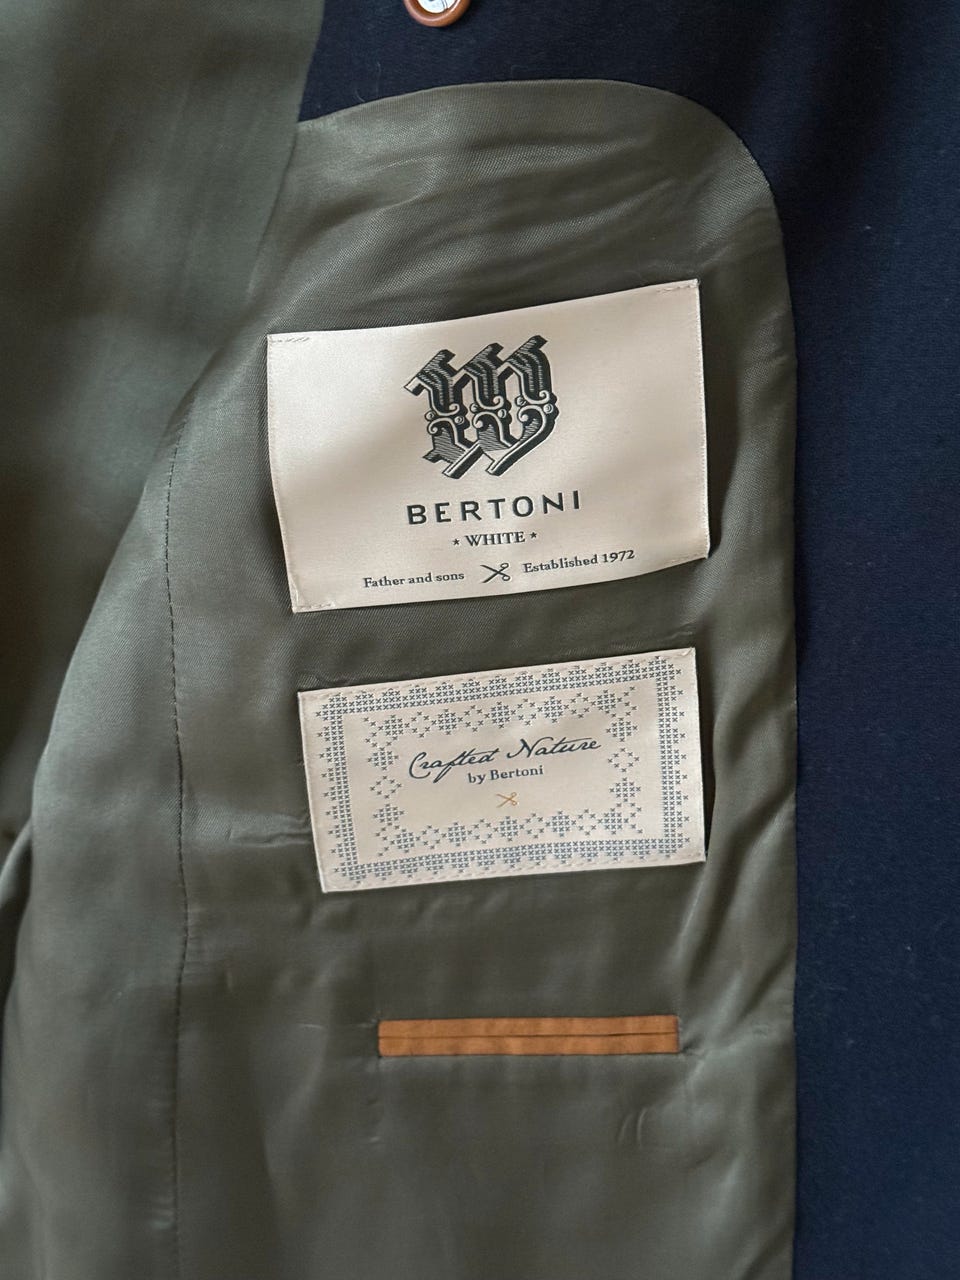 W
BERTONI
* WHITE *
Father and sons Established 1972
Crafted Nature
by Bertoni